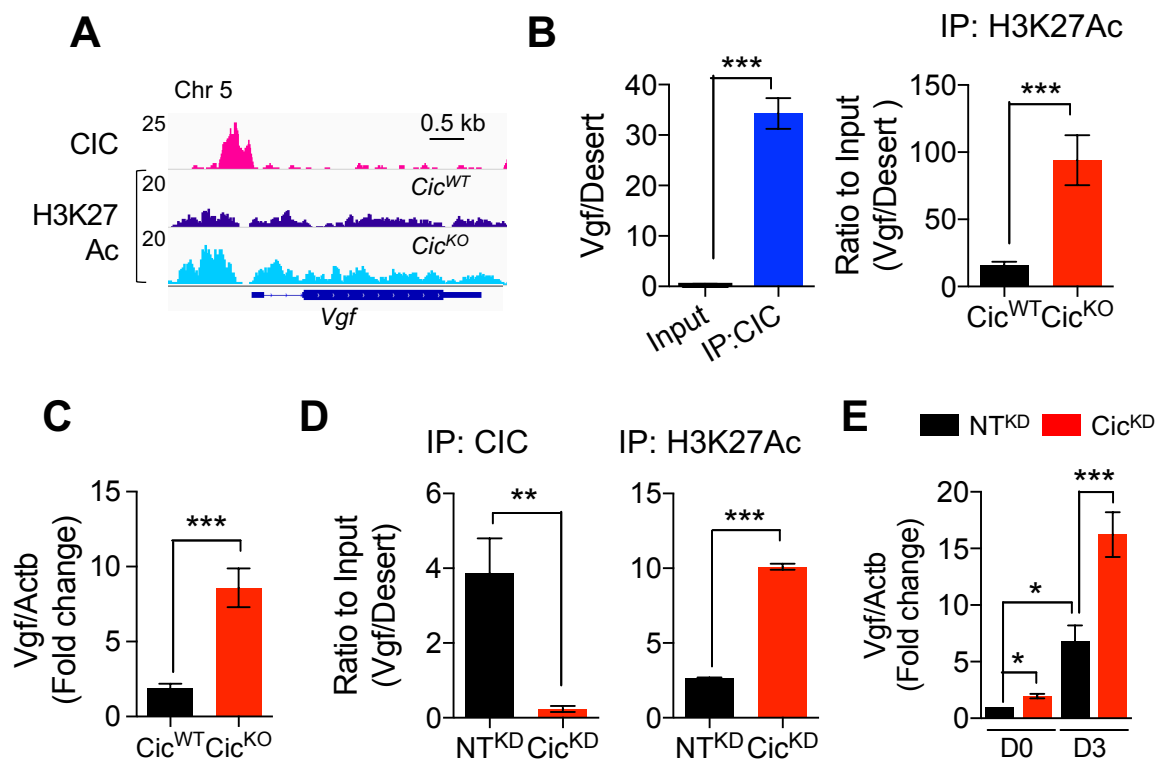 A
Chr 5
25
0.5 kb
CIC
20
Cic^WT
H3K27
Ac
20
Cic^KO
Vgf
B
IP: H3K27Ac
***
40
30
20
10
0
Vgf/Desert
Input
IP:CIC
***
150
100
50
0
Ratio to Input
(Vgf/Desert )
Cic^WT Cic^KO
C
***
15
10
5
0
Vgf/Actb
(Fold change)
Cic^WT Cic^KO
D
IP: CIC
**
6
4
2
0
Ratio to Input
(Vgf/Desert)
NT^KD Cic^KD
IP: H3K27Ac
***
15
10
5
0
NT^KD Cic^KD
E
NT^KD Cic^KD
***
*
*
20
15
10
5
0
Vgf/Actb
(Fold change)
D0 D3